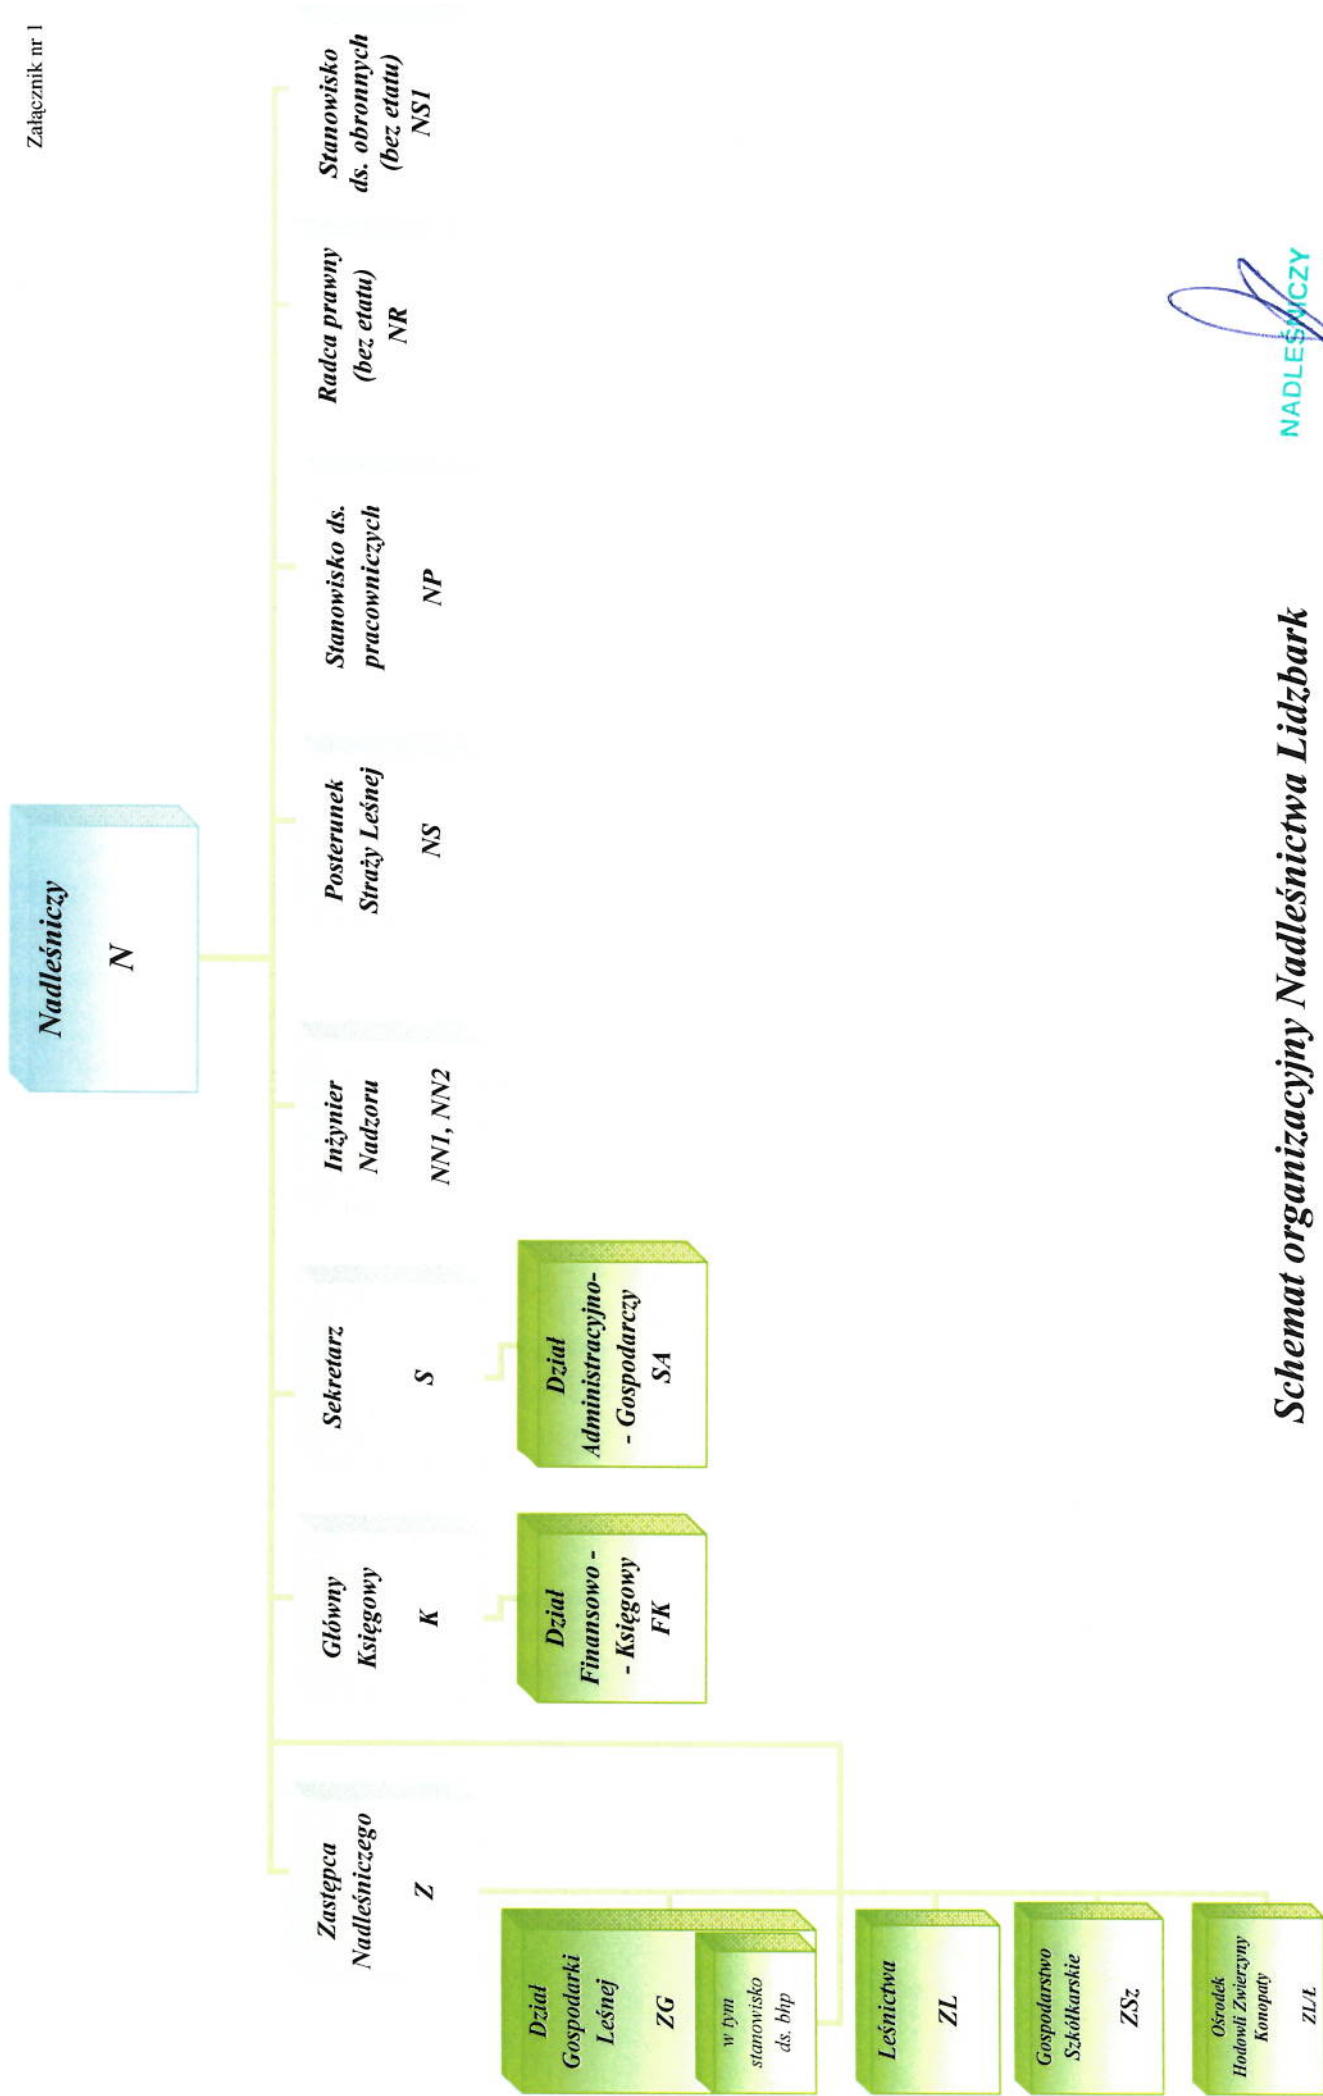 Załącznik nr 1
Nadleśniczy
N
Zastępca
Nadleśniczego
Z
Główny
Księgowy
K
Sekretarz
S
Inżynier
Nadzoru
NN1, NN2
Posterunek
Straży Leśnej
NS
Stanowisko ds.
pracowniczych
NP
Radca prawny
(bez etatu)
NR
Stanowisko
ds. obronnych
(bez etatu)
NS1
Dział
Gospodarki
Leśnej
ZG
w tym
stanowisko
ds. bhp
Dział
Finansowo -
- Księgowy
FK
Dział
Administracyjno-
- Gospodarczy
SA
Leśnictwa
ZL
Gospodarstwo
Szkółkarskie
ZSz
Ośrodek
Hodowli Zwierzyny
Konopaty
ZLŁ
Schemat organizacyjny Nadleśnictwa Lidzbark
NADLEŚNICZY